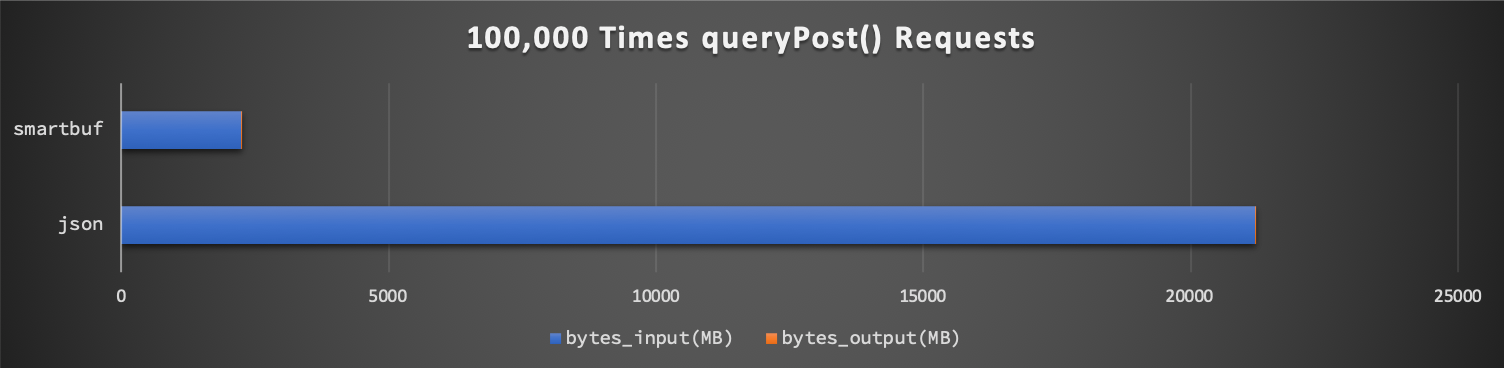 100,000 Times queryPost() Requests
smartbuf
json
0 5000 10000 15000 20000 25000
bytes_input(MB) bytes_output(MB)